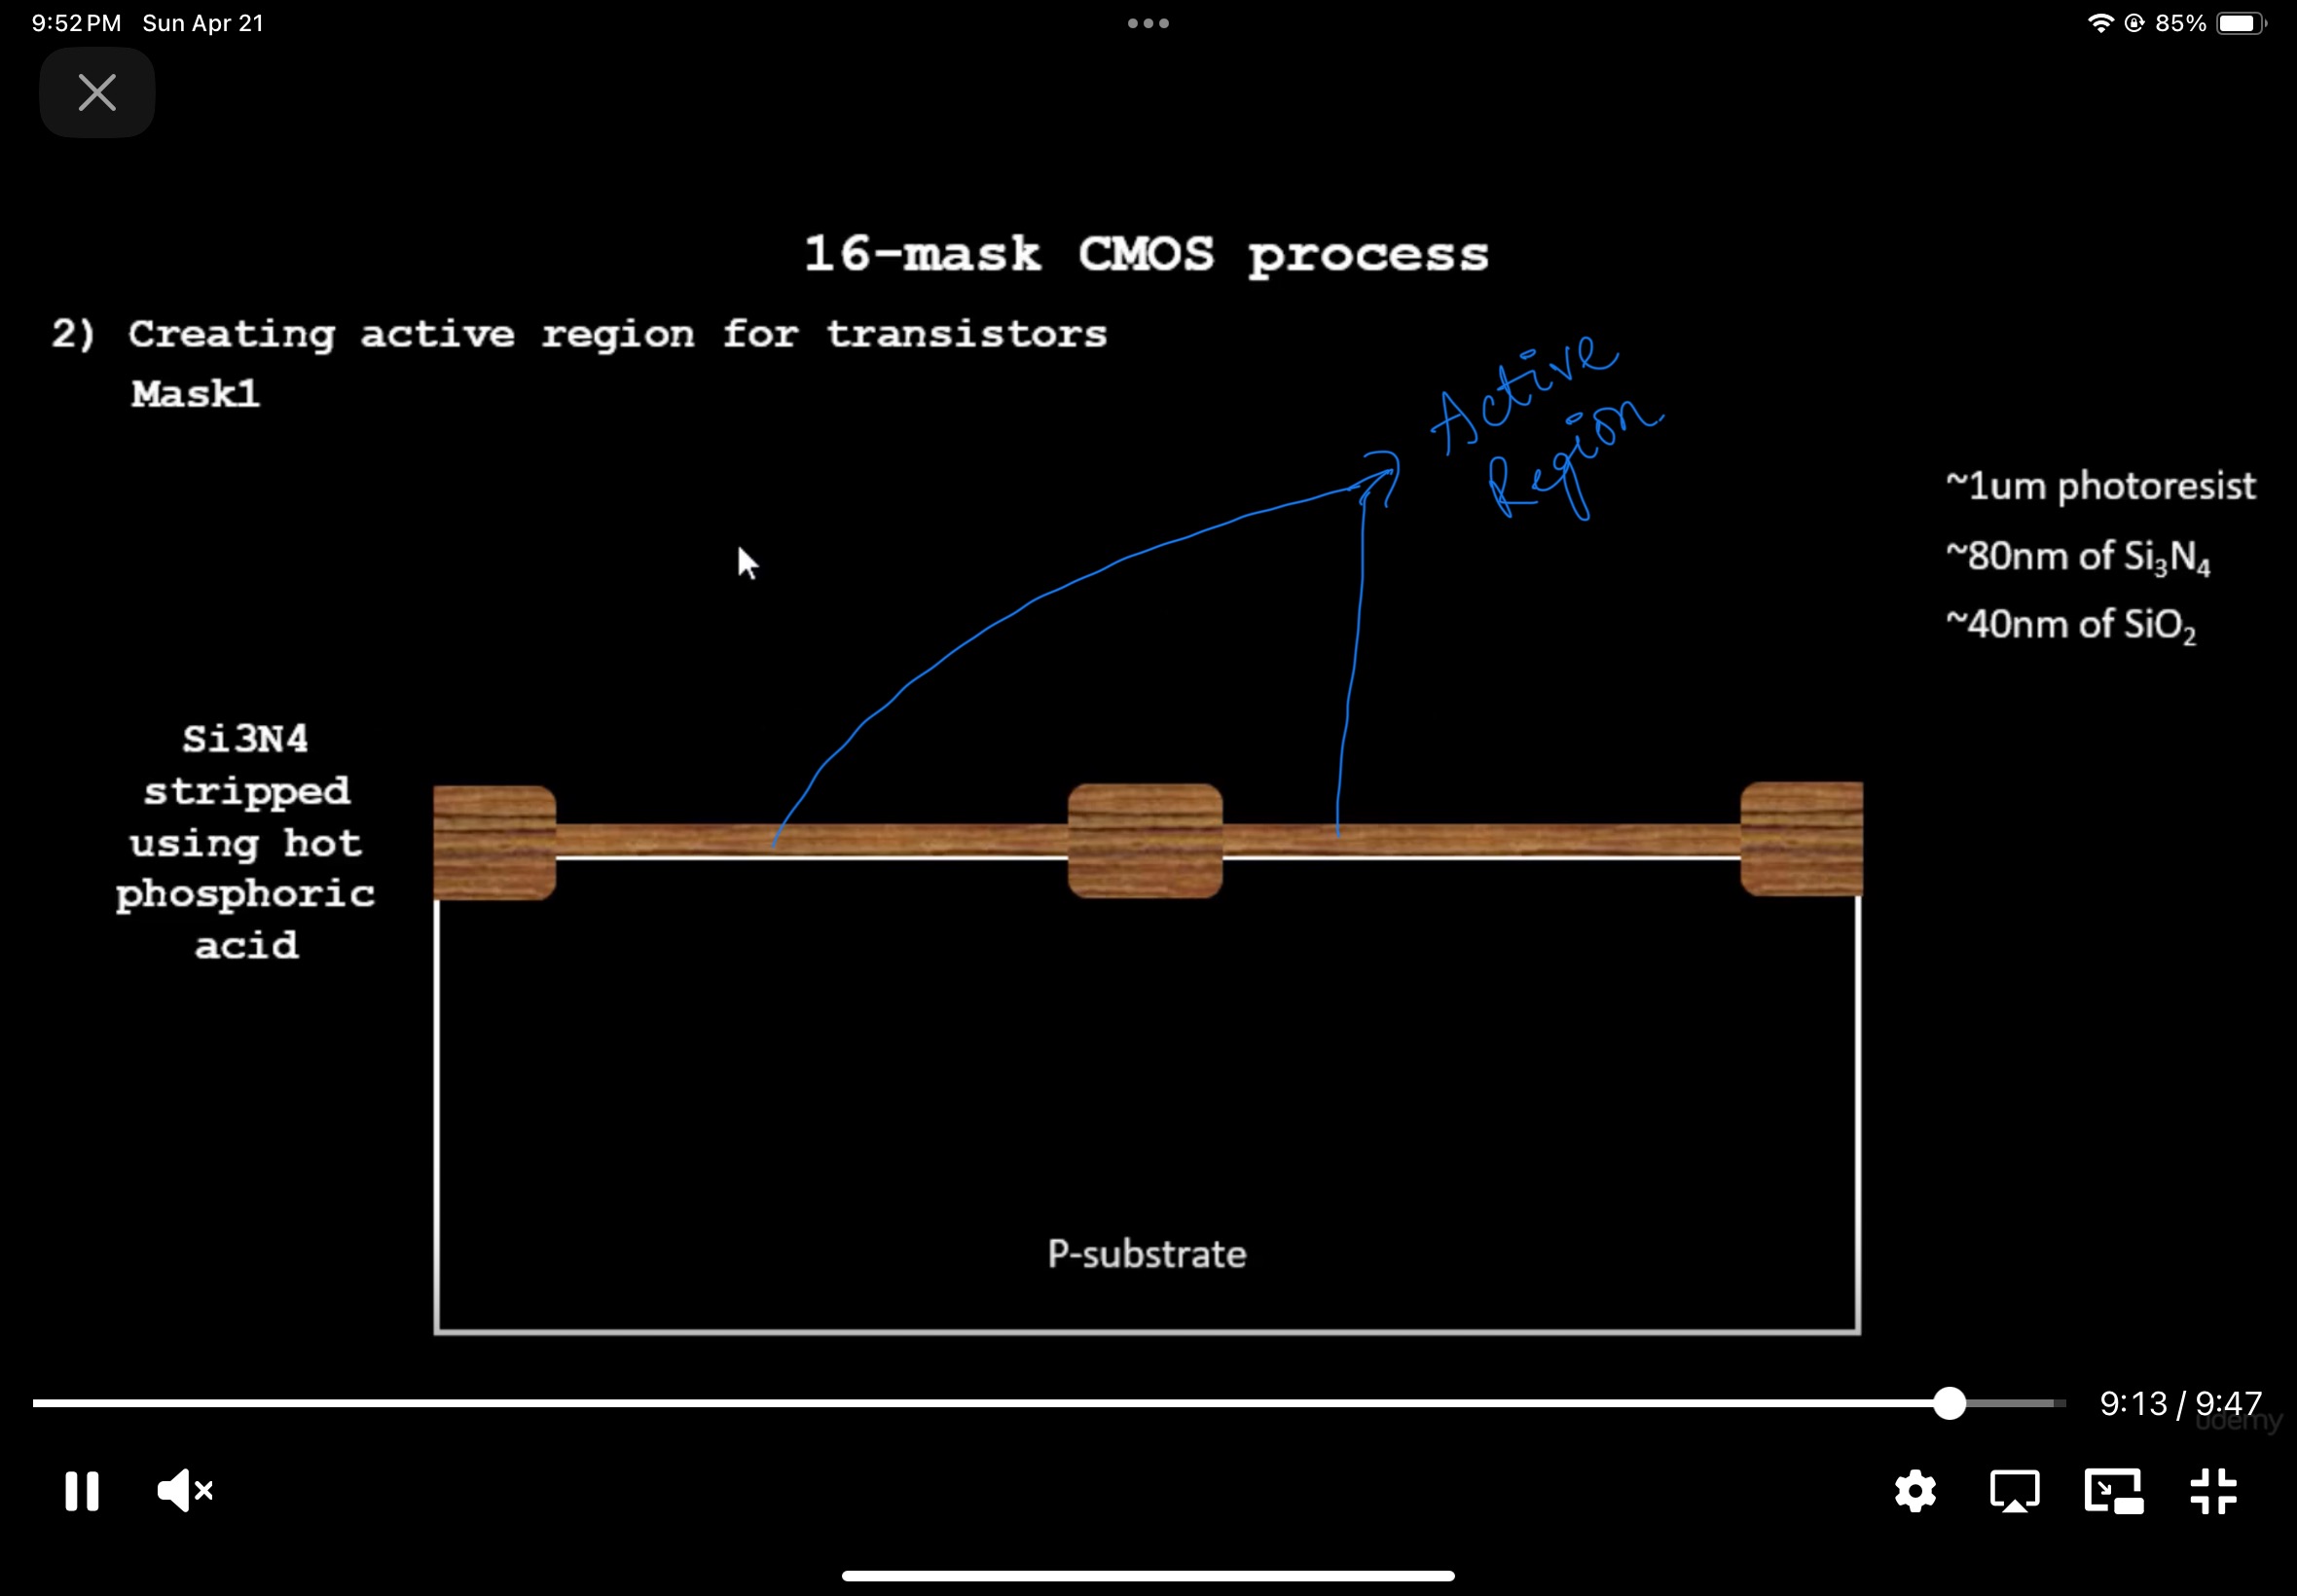 9:52 PM Sun Apr 21
85%
16-mask CMOS process
2) Creating active region for transistors
Mask1
Active
Region
~1um photoresist
~80nm of Si₃N₄
~40nm of SiO₂
Si3N4
stripped
using hot
phosphoric
acid
P-substrate
9:13 / 9:47
udemy